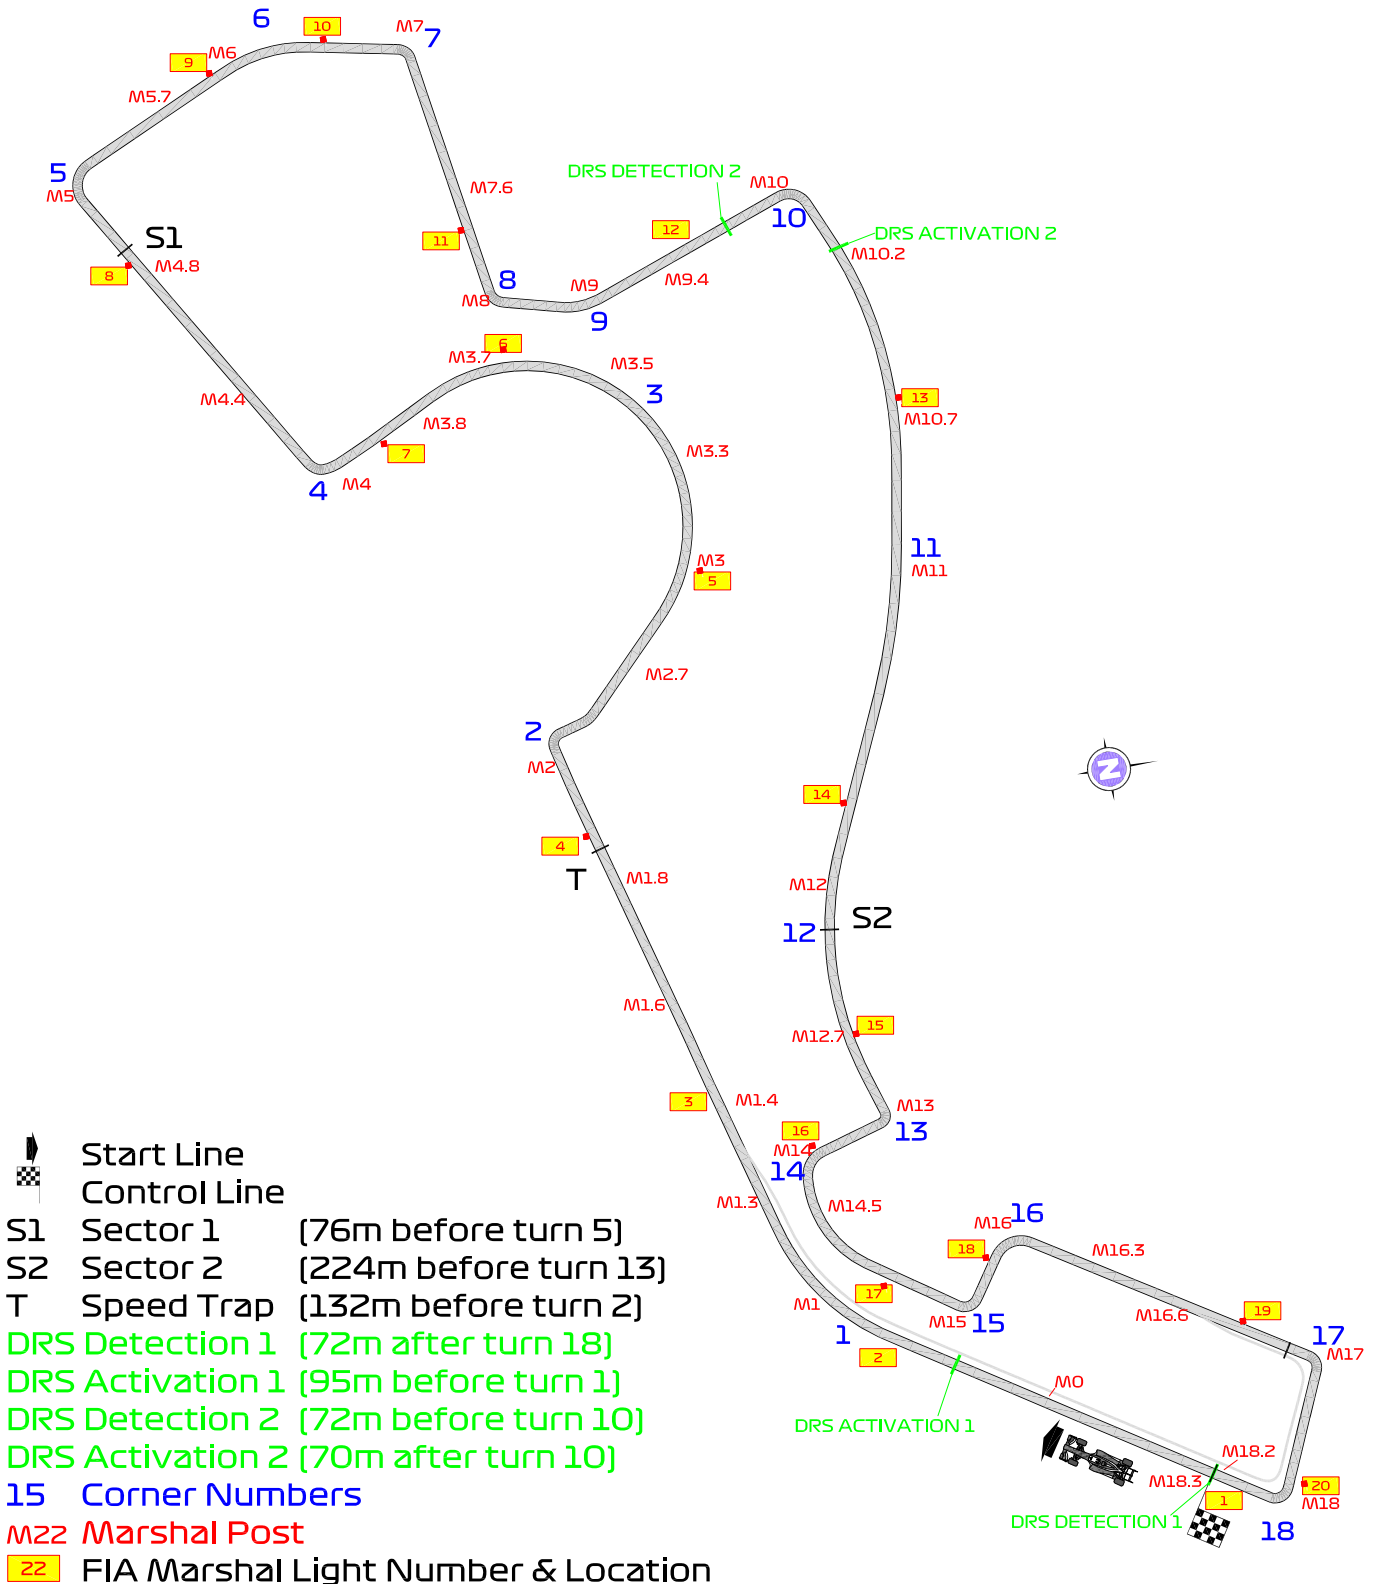 6
10
M7
7
M6
9
M5.7
5
M5
DRS DETECTION 2
M10
M7.6
10
12
11
S1
DRS ACTIVATION 2
M10.2
M4.8
8
8
M9
M9.4
M8
9
6
M3.7
M3.5
3
13
M10.7
M4.4
M3.8
7
M3.3
M4
4
11
M11
M3
5
M2.7
2
M2
N
14
4
T
M1.8
M12
S2
12
M1.6
15
M12.7
3
M1.4
M13
13
16
M14
14
M1.3
M14.5
M16
16
18
M16.3
17
M1
M15
15
M16.6
19
17
M17
1
2
M0
DRS ACTIVATION 1
M18.2
M18.3
20
M18
1
DRS DETECTION 1
18
Start Line
Control Line
S1 Sector 1 (76m before turn 5)
S2 Sector 2 (224m before turn 13)
T Speed Trap (132m before turn 2)
DRS Detection 1 (72m after turn 18)
DRS Activation 1 (95m before turn 1)
DRS Detection 2 (72m before turn 10)
DRS Activation 2 (70m after turn 10)
15 Corner Numbers
M22 Marshal Post
22 FIA Marshal Light Number & Location